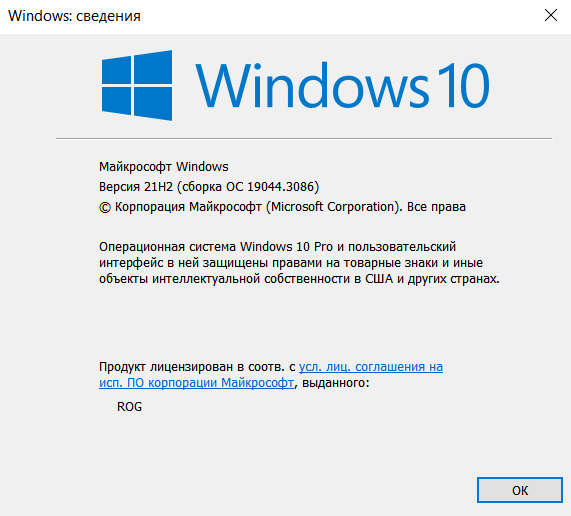 Windows: сведения
Windows 10
Майкрософт Windows
Версия 21H2 (сборка ОС 19044.3086)
© Корпорация Майкрософт (Microsoft Corporation). Все права
Операционная система Windows 10 Pro и пользовательский
интерфейс в ней защищены правами на товарные знаки и иные
объекты интеллектуальной собственности в США и других странах.
Продукт лицензирован в соотв. с усл. лиц. соглашения на
исп. ПО корпорации Майкрософт, выданного:
ROG
ОК